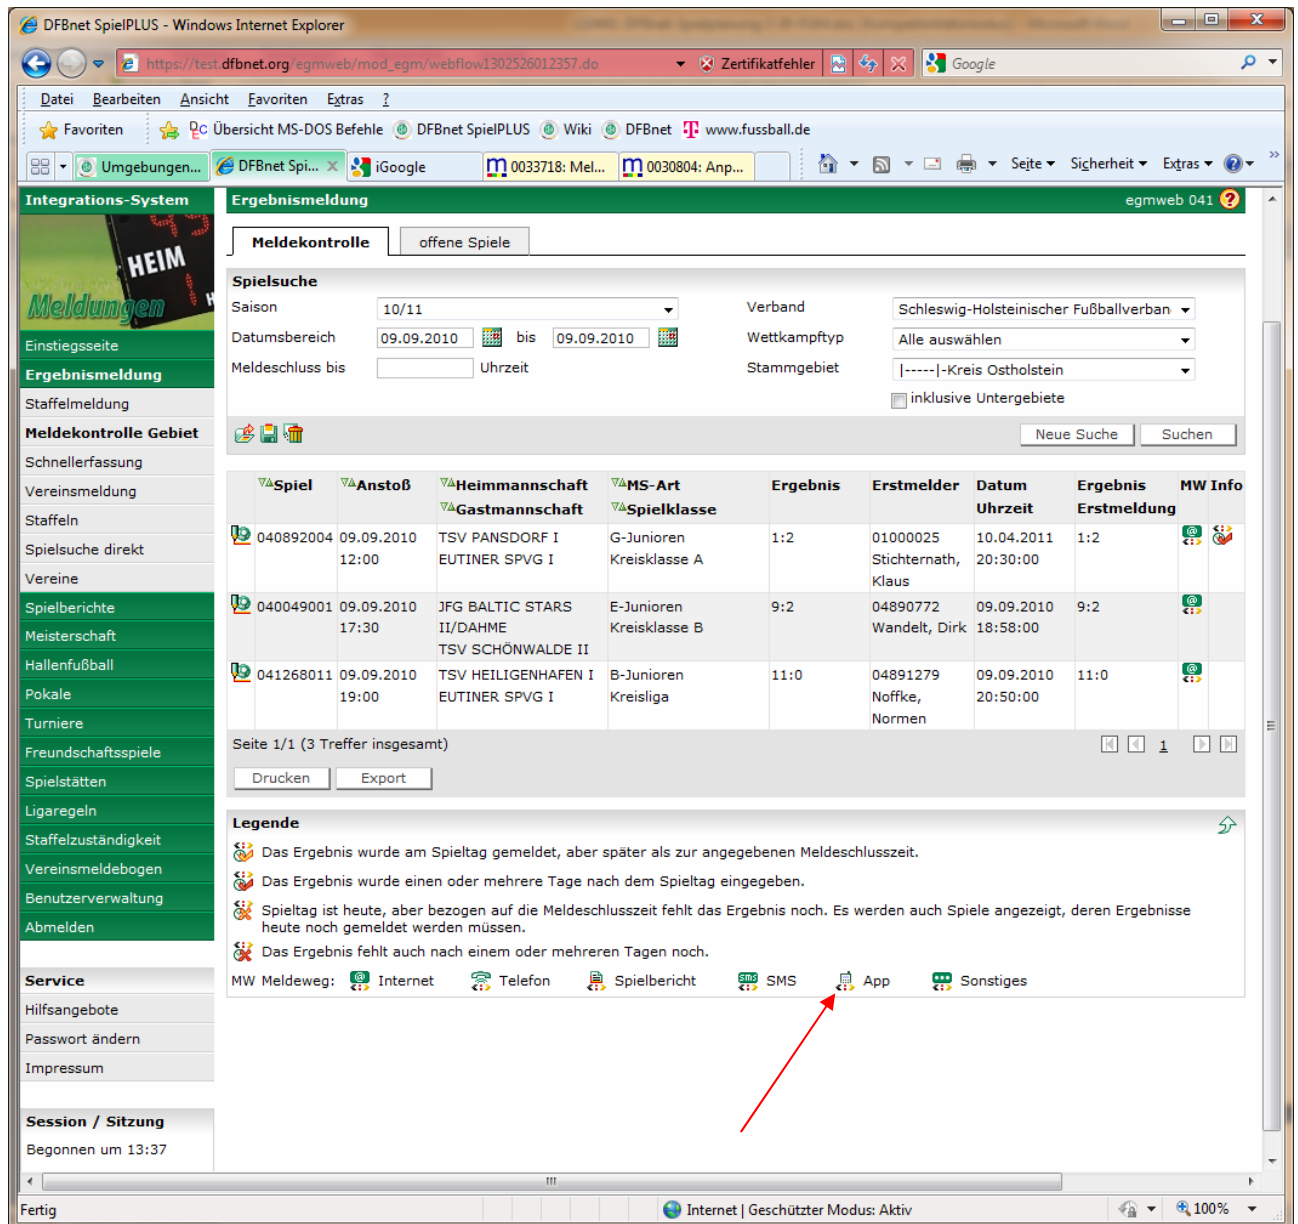 DFBnet SpielPLUS - Windows Internet Explorer
https://test.dfbnet.org/egmweb/mod_egm/webflow1302526012357.do
Zertifikatfehler
Google
Datei Bearbeiten Ansicht Favoriten Extras ?
Favoriten
Übersicht MS-DOS Befehle
DFBnet SpielPLUS
Wiki
DFBnet
www.fussball.de
Umgebungen...
DFBnet Spi...
iGoogle
0033718: Mel...
0030804: Anp...
Seite
Sicherheit
Extras
Integrations-System
HEIM
Meldungen
Einstiegsseite
Ergebnismeldung
Staffelmeldung
Meldekontrolle Gebiet
Schnellerfassung
Vereinsmeldung
Staffeln
Spielsuche direkt
Vereine
Spielberichte
Meisterschaft
Hallenfußball
Pokale
Turniere
Freundschaftsspiele
Spielstätten
Ligaregeln
Staffelzuständigkeit
Vereinsmeldebogen
Benutzerverwaltung
Abmelden
Service
Hilfsangebote
Passwort ändern
Impressum
Session / Sitzung
Begonnen um 13:37
Ergebnismeldung
egmweb 041
Meldekontrolle
offene Spiele
Spielsuche
Saison 10/11 Verband Schleswig-Holsteinischer Fußballverban
Datumsbereich 09.09.2010 bis 09.09.2010 Wettkampftyp Alle auswählen
Meldeschluss bis Uhrzeit Stammgebiet |-----|-Kreis Ostholstein
inklusive Untergebiete
Neue Suche Suchen
Spiel Anstoß Heimmannschaft MS-Art Ergebnis Erstmelder Datum Ergebnis MW Info
Gastmannschaft Spielklasse Uhrzeit Erstmeldung
040892004 09.09.2010 TSV PANSDORF I G-Junioren 1:2 01000025 10.04.2011 1:2
12:00 EUTINER SPVG I Kreisklasse A Stichternath, 20:30:00
Klaus
040049001 09.09.2010 JFG BALTIC STARS E-Junioren 9:2 04890772 09.09.2010 9:2
17:30 II/DAHME Kreisklasse B Wandelt, Dirk 18:58:00
TSV SCHÖNWALDE II
041268011 09.09.2010 TSV HEILIGENHAFEN I B-Junioren 11:0 04891279 09.09.2010 11:0
19:00 EUTINER SPVG I Kreisliga Noffke, 20:50:00
Normen
Seite 1/1 (3 Treffer insgesamt)
1
Drucken Export
Legende
Das Ergebnis wurde am Spieltag gemeldet, aber später als zur angegebenen Meldeschlusszeit.
Das Ergebnis wurde einen oder mehrere Tage nach dem Spieltag eingegeben.
Spieltag ist heute, aber bezogen auf die Meldeschlusszeit fehlt das Ergebnis noch. Es werden auch Spiele angezeigt, deren Ergebnisse
heute noch gemeldet werden müssen.
Das Ergebnis fehlt auch nach einem oder mehreren Tagen noch.
MW Meldeweg: Internet Telefon Spielbericht SMS App Sonstiges
Fertig
Internet | Geschützter Modus: Aktiv
100%